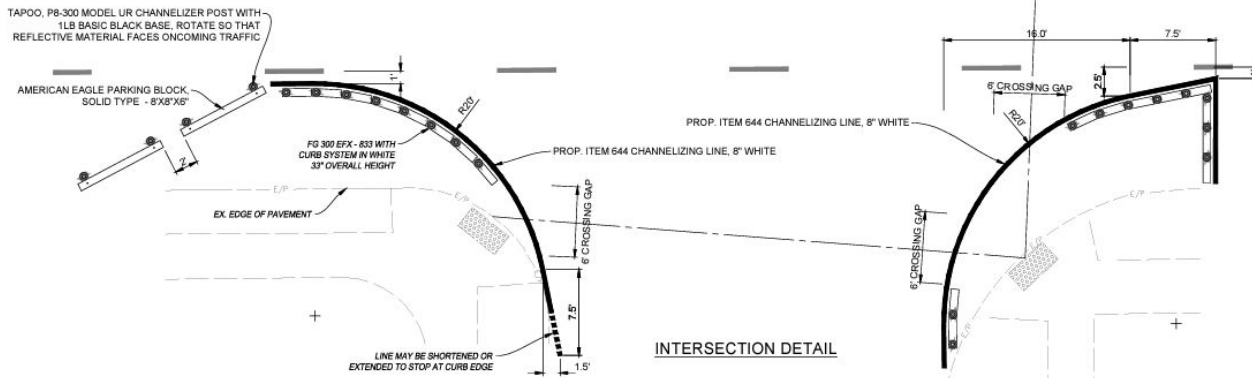 TAPOO, P8-300 MODEL UR CHANNELIZER POST WITH
1LB BASIC BLACK BASE, ROTATE SO THAT
REFLECTIVE MATERIAL FACES ONCOMING TRAFFIC
AMERICAN EAGLE PARKING BLOCK,
SOLID TYPE - 8'X8"X6"
2'
1'
R20'
FG 300 EFX - 833 WITH
CURB SYSTEM IN WHITE
33" OVERALL HEIGHT
PROP. ITEM 644 CHANNELIZING LINE, 8" WHITE
E/P
EX. EDGE OF PAVEMENT
E/P
6' CROSSING GAP
7.5'
1.5'
LINE MAY BE SHORTENED OR
EXTENDED TO STOP AT CURB EDGE
INTERSECTION DETAIL
16.0'
7.5'
2.5'
6' CROSSING GAP
R20'
PROP. ITEM 644 CHANNELIZING LINE, 8" WHITE
6' CROSSING GAP
E/P
E/P